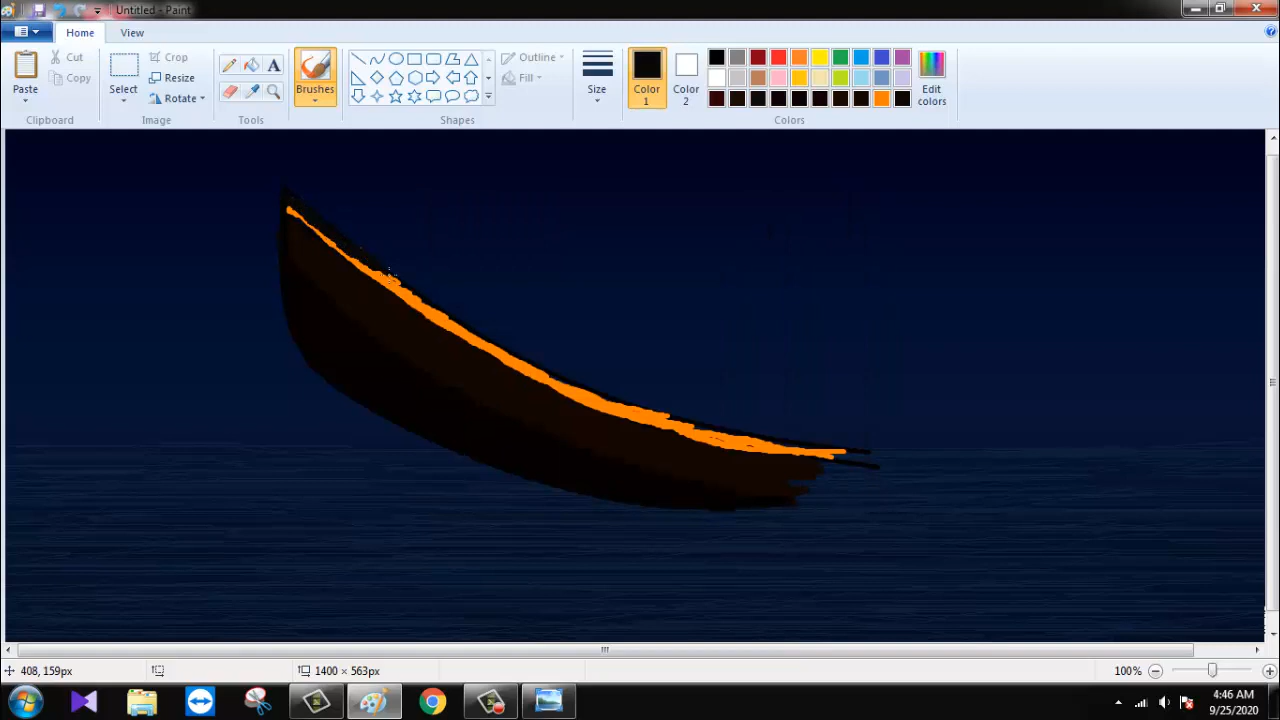 Untitled - Paint
Home View
Paste
Cut
Copy
Clipboard
Select
Crop
Resize
Rotate
Image
A
Tools
Brushes
Outline
Fill
Shapes
Size
Color 1
Color 2
Edit colors
Colors
408, 159px
1400 × 563px
100%
4:46 AM
9/25/2020